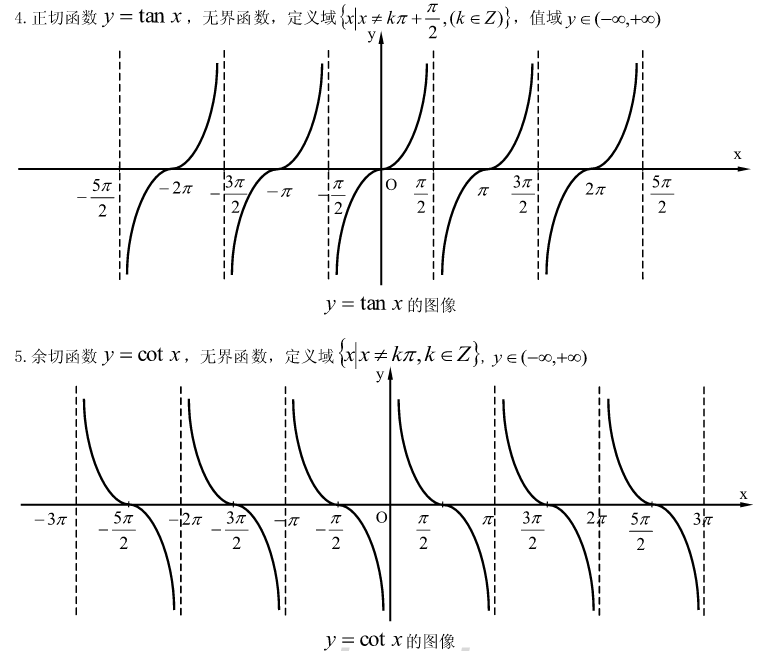 4.正切函数 y = tan x，无界函数，定义域{x|x ≠ kπ + π/2,(k ∈ Z)}，值域 y ∈ (−∞,+∞)
y
x
−5π/2 −2π −3π/2 −π −π/2 O π/2 π 3π/2 2π 5π/2
y = tan x 的图像
5.余切函数 y = cot x，无界函数，定义域{x|x ≠ kπ, k ∈ Z}, y ∈ (−∞,+∞)
y
x
−3π −5π/2 −2π −3π/2 −π −π/2 O π/2 π 3π/2 2π 5π/2 3π
y = cot x 的图像